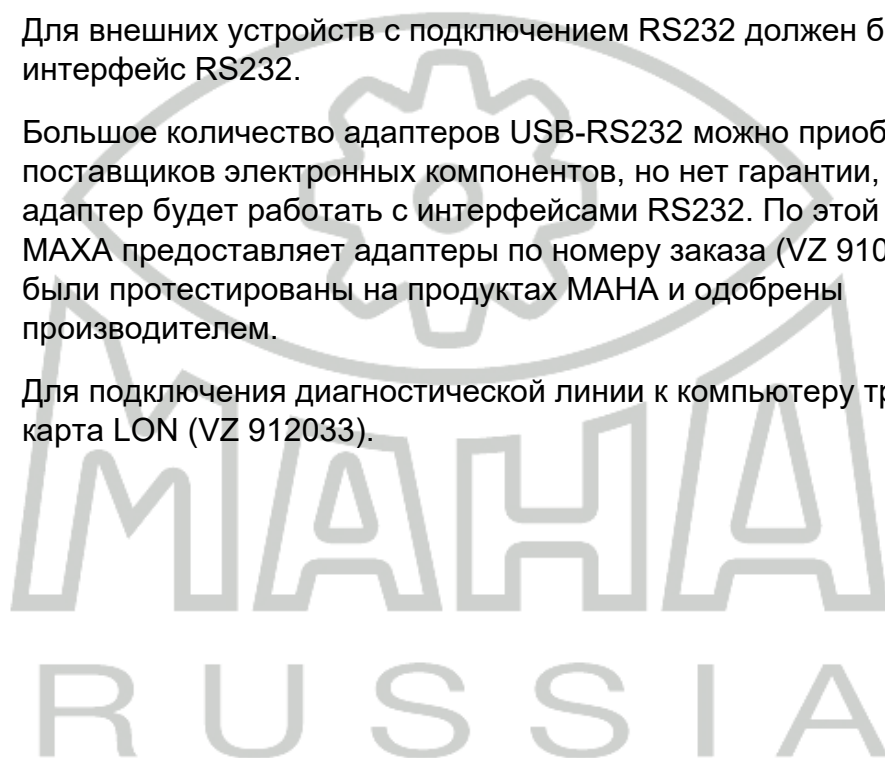 Для внешних устройств с подключением RS232 должен б
интерфейс RS232.
Большое количество адаптеров USB-RS232 можно приоб
поставщиков электронных компонентов, но нет гарантии,
адаптер будет работать с интерфейсами RS232. По этой
МАХА предоставляет адаптеры по номеру заказа (VZ 910
были протестированы на продуктах МАНА и одобрены
производителем.
Для подключения диагностической линии к компьютеру тр
карта LON (VZ 912033).
MAHA
RUSSIA